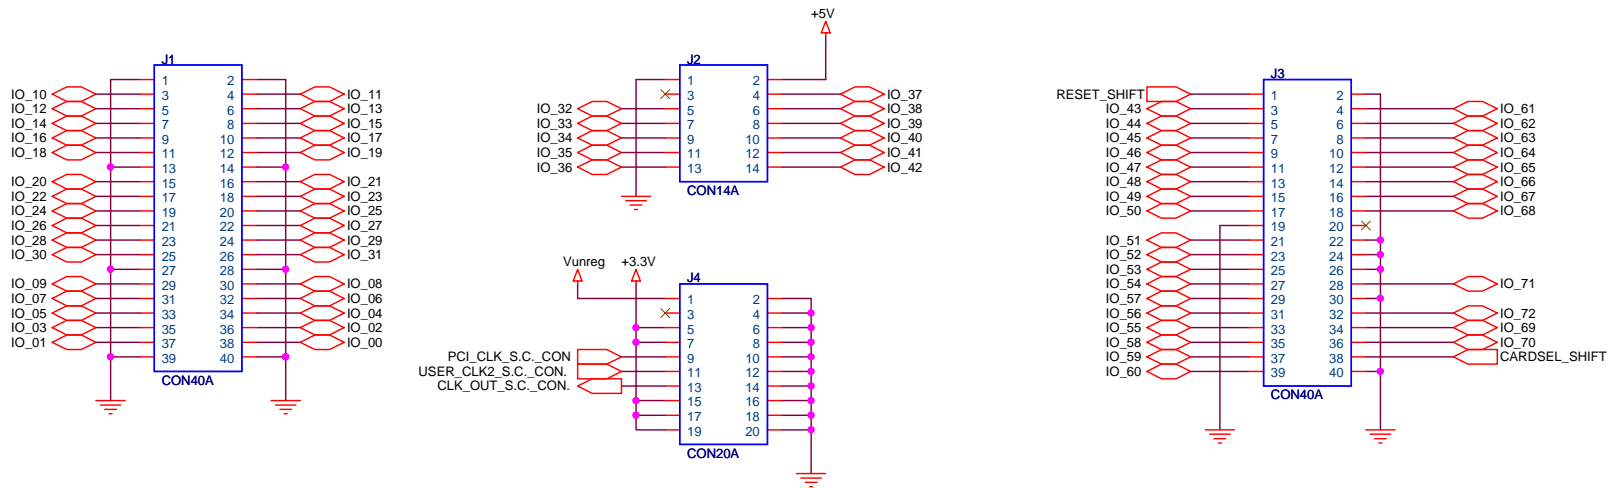 +5V
J1
1 2
IO_10 3 4 IO_11
IO_12 5 6 IO_13
IO_14 7 8 IO_15
IO_16 9 10 IO_17
IO_18 11 12 IO_19
13 14
IO_20 15 16 IO_21
IO_22 17 18 IO_23
IO_24 19 20 IO_25
IO_26 21 22 IO_27
IO_28 23 24 IO_29
IO_30 25 26 IO_31
27 28
IO_09 29 30 IO_08
IO_07 31 32 IO_06
IO_05 33 34 IO_04
IO_03 35 36 IO_02
IO_01 37 38 IO_00
39 40
CON40A
J2
1 2
3 4 IO_37
IO_32 5 6 IO_38
IO_33 7 8 IO_39
IO_34 9 10 IO_40
IO_35 11 12 IO_41
IO_36 13 14 IO_42
CON14A
Vunreg +3.3V
J4
1 2
3 4
5 6
7 8
PCI_CLK_S.C._CON 9 10
USER_CLK2_S.C._CON. 11 12
CLK_OUT_S.C._CON. 13 14
15 16
17 18
19 20
CON20A
J3
RESET_SHIFT 1 2
IO_43 3 4 IO_61
IO_44 5 6 IO_62
IO_45 7 8 IO_63
IO_46 9 10 IO_64
IO_47 11 12 IO_65
IO_48 13 14 IO_66
IO_49 15 16 IO_67
IO_50 17 18 IO_68
19 20
IO_51 21 22
IO_52 23 24
IO_53 25 26
IO_54 27 28 IO_71
IO_57 29 30
IO_56 31 32 IO_72
IO_55 33 34 IO_69
IO_58 35 36 IO_70
IO_59 37 38 CARDSEL_SHIFT
IO_60 39 40
CON40A